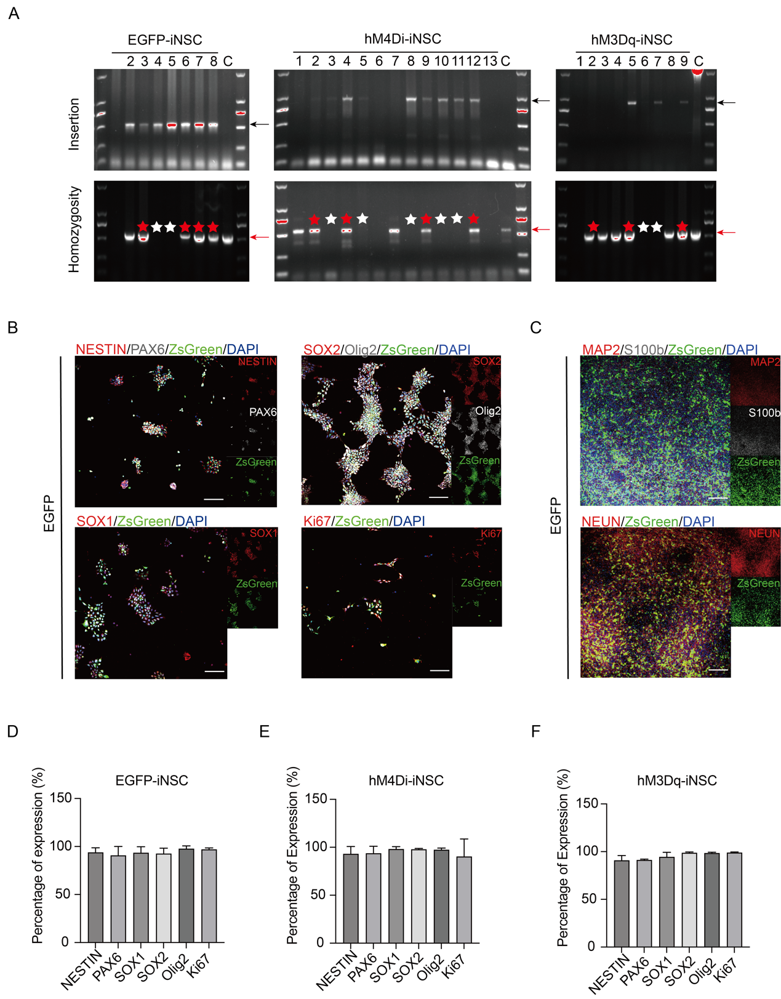 A
EGFP-iNSC
hM4Di-iNSC
hM3Dq-iNSC
2 3 4 5 6 7 8 C
1 2 3 4 5 6 7 8 9 10 11 12 13 C
1 2 3 4 5 6 7 8 9 C
Insertion
Homozygosity
B
C
NESTIN/PAX6/ZsGreen/DAPI
SOX2/Olig2/ZsGreen/DAPI
MAP2/S100b/ZsGreen/DAPI
NESTIN
PAX6
ZsGreen
SOX2
Olig2
ZsGreen
MAP2
S100b
ZsGreen
EGFP
EGFP
SOX1/ZsGreen/DAPI
Ki67/ZsGreen/DAPI
NEUN/ZsGreen/DAPI
SOX1
ZsGreen
Ki67
ZsGreen
NEUN
ZsGreen
D
E
F
EGFP-iNSC
Percentage of expression (%)
150
100
50
0
NESTIN
PAX6
SOX1
SOX2
Olig2
Ki67
hM4Di-iNSC
Percentage of Expression (%)
150
100
50
0
NESTIN
PAX6
SOX1
SOX2
Olig2
Ki67
hM3Dq-iNSC
Percentage of Expression (%)
150
100
50
0
NESTIN
PAX6
SOX1
SOX2
Olig2
Ki67